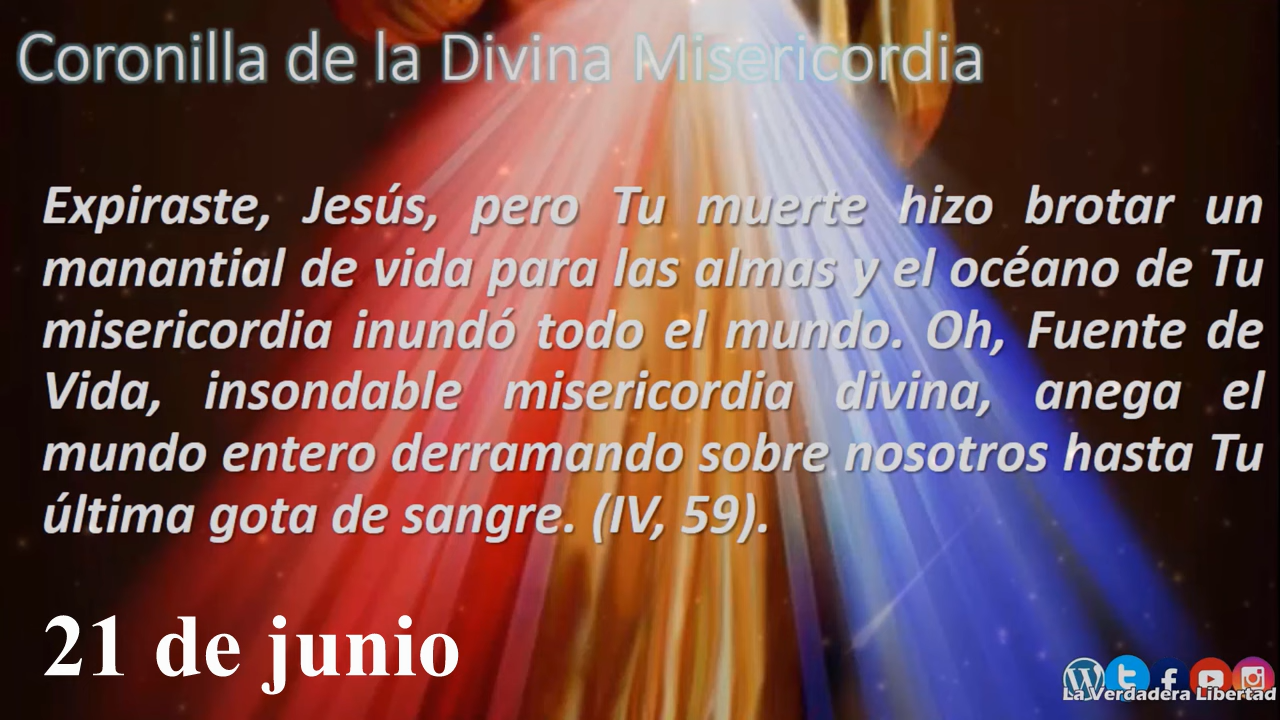 Coronilla de la Divina Misericordia
Expiraste, Jesús, pero Tu muerte hizo brotar un
manantial de vida para las almas y el océano de Tu
misericordia inundó todo el mundo. Oh, Fuente de
Vida, insondable misericordia divina, anega el
mundo entero derramando sobre nosotros hasta Tu
última gota de sangre. (IV, 59).
21 de junio
La Verdadera Libertad